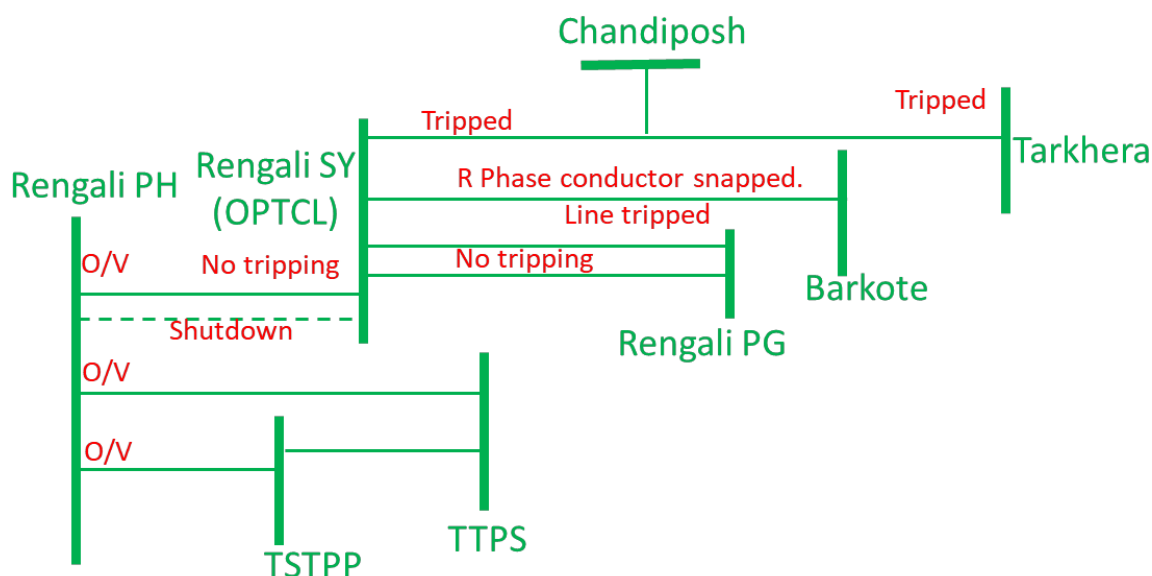 Chandiposh
Tripped
Tripped
Tarkhera
Rengali SY
(OPTCL)
Rengali PH
R Phase conductor snapped.
Line tripped
O/V
No tripping
No tripping
Barkote
Shutdown
Rengali PG
O/V
O/V
TTPS
TSTPP